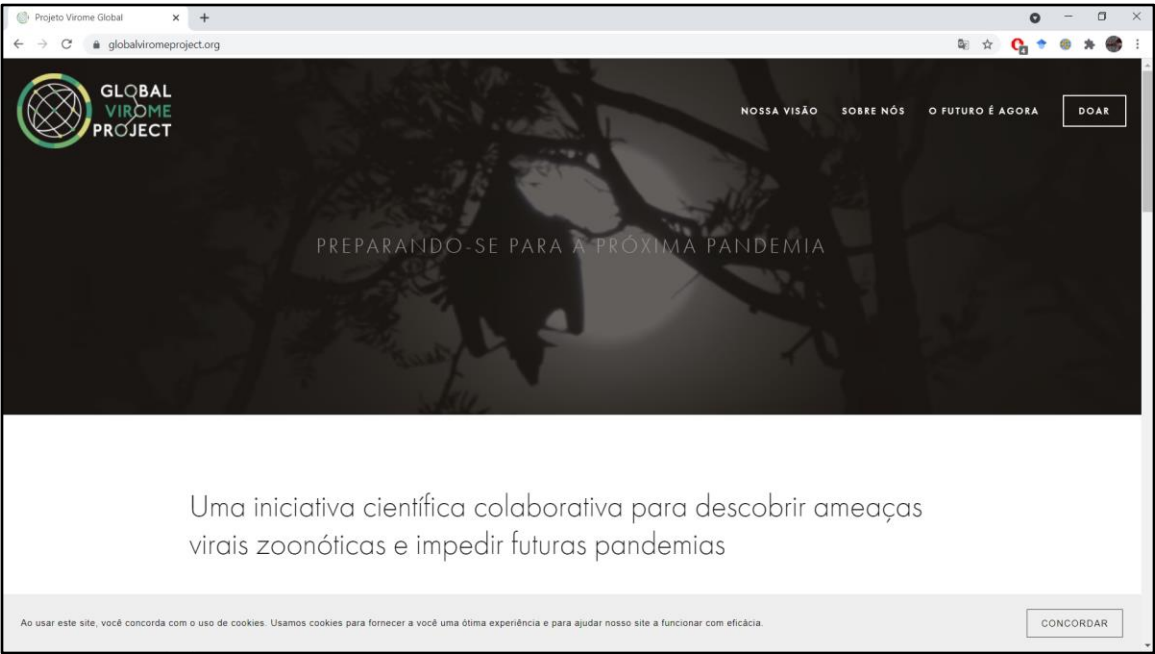 Projeto Virome Global
globalviromeproject.org
4
GLOBAL
VIROME
PROJECT
NOSSA VISÃO SOBRE NÓS O FUTURO É AGORA DOAR
PREPARANDO-SE PARA A PRÓXIMA PANDEMIA
Uma iniciativa científica colaborativa para descobrir ameaças
virais zoonóticas e impedir futuras pandemias
Ao usar este site, você concorda com o uso de cookies. Usamos cookies para fornecer a você uma ótima experiência e para ajudar nosso site a funcionar com eficácia.
CONCORDAR